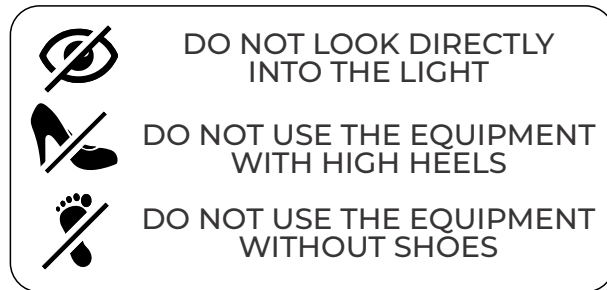 DO NOT LOOK DIRECTLY
INTO THE LIGHT
DO NOT USE THE EQUIPMENT
WITH HIGH HEELS
DO NOT USE THE EQUIPMENT
WITHOUT SHOES